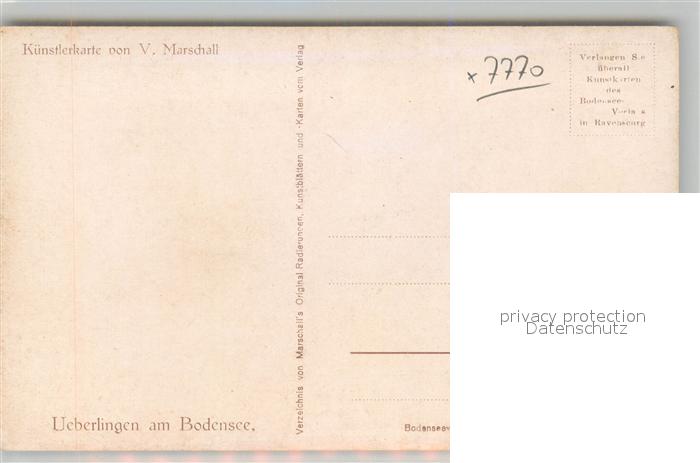 Künstlerkarte von V. Marschall
x 7770
Verlangen Sie
überall
Kunstkarten
des
Bodensee-
Verlags
in Ravensburg
Verzeichnis von Marschall's Original Radierungen, Kunstblättern und -Karten vom Verlag
privacy protection
Datenschutz
Ueberlingen am Bodensee.